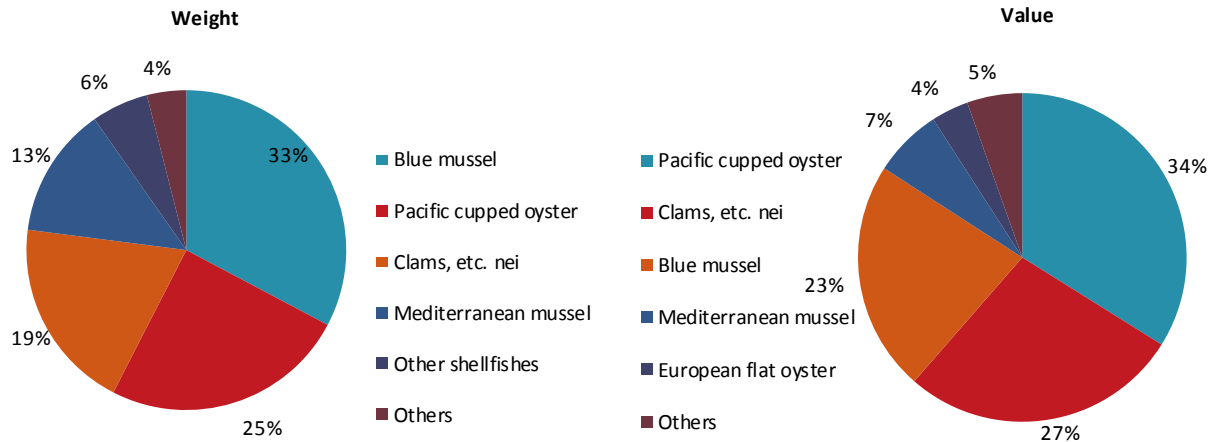 Weight
4%
6%
13%
33%
19%
25%
Blue mussel
Pacific cupped oyster
Clams, etc. nei
Mediterranean mussel
Other shellfishes
Others
Value
5%
4%
7%
34%
23%
27%
Pacific cupped oyster
Clams, etc. nei
Blue mussel
Mediterranean mussel
European flat oyster
Others